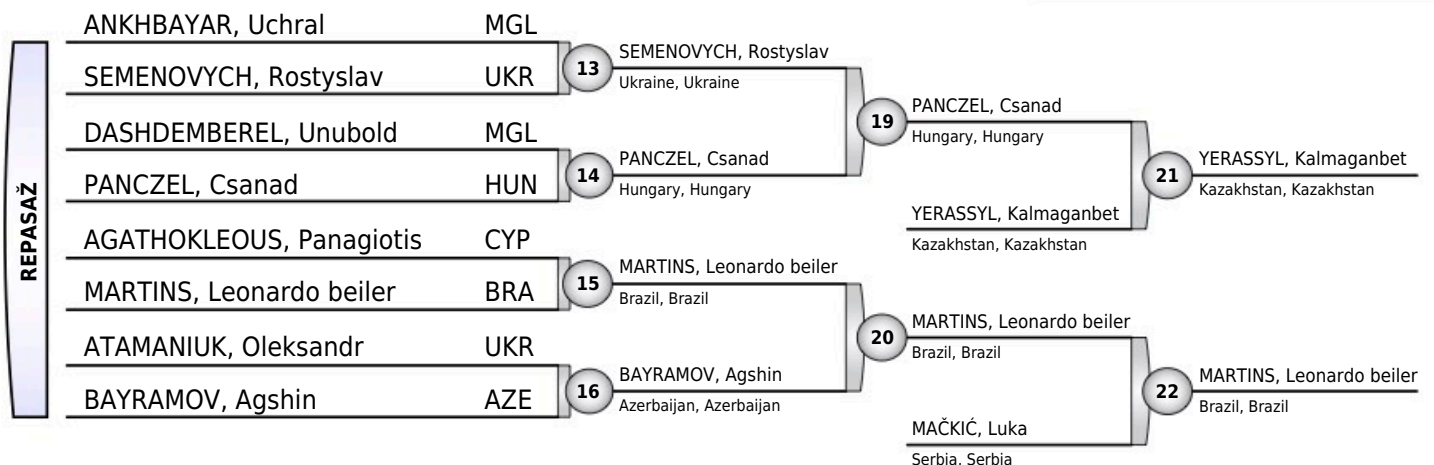 REPASAŽ
ANKHBAYAR, Uchral MGL
SEMENOVYCH, Rostyslav UKR
DASHDEMBEREL, Unubold MGL
PANCZEL, Csanad HUN
AGATHOKLEOUS, Panagiotis CYP
MARTINS, Leonardo beiler BRA
ATAMANIUK, Oleksandr UKR
BAYRAMOV, Agshin AZE
13
SEMENOVYCH, Rostyslav
Ukraine, Ukraine
14
PANCZEL, Csanad
Hungary, Hungary
15
MARTINS, Leonardo beiler
Brazil, Brazil
16
BAYRAMOV, Agshin
Azerbaijan, Azerbaijan
19
PANCZEL, Csanad
Hungary, Hungary
YERASSYL, Kalmaganbet
Kazakhstan, Kazakhstan
20
MARTINS, Leonardo beiler
Brazil, Brazil
MAČKIĆ, Luka
Serbia, Serbia
21
YERASSYL, Kalmaganbet
Kazakhstan, Kazakhstan
22
MARTINS, Leonardo beiler
Brazil, Brazil